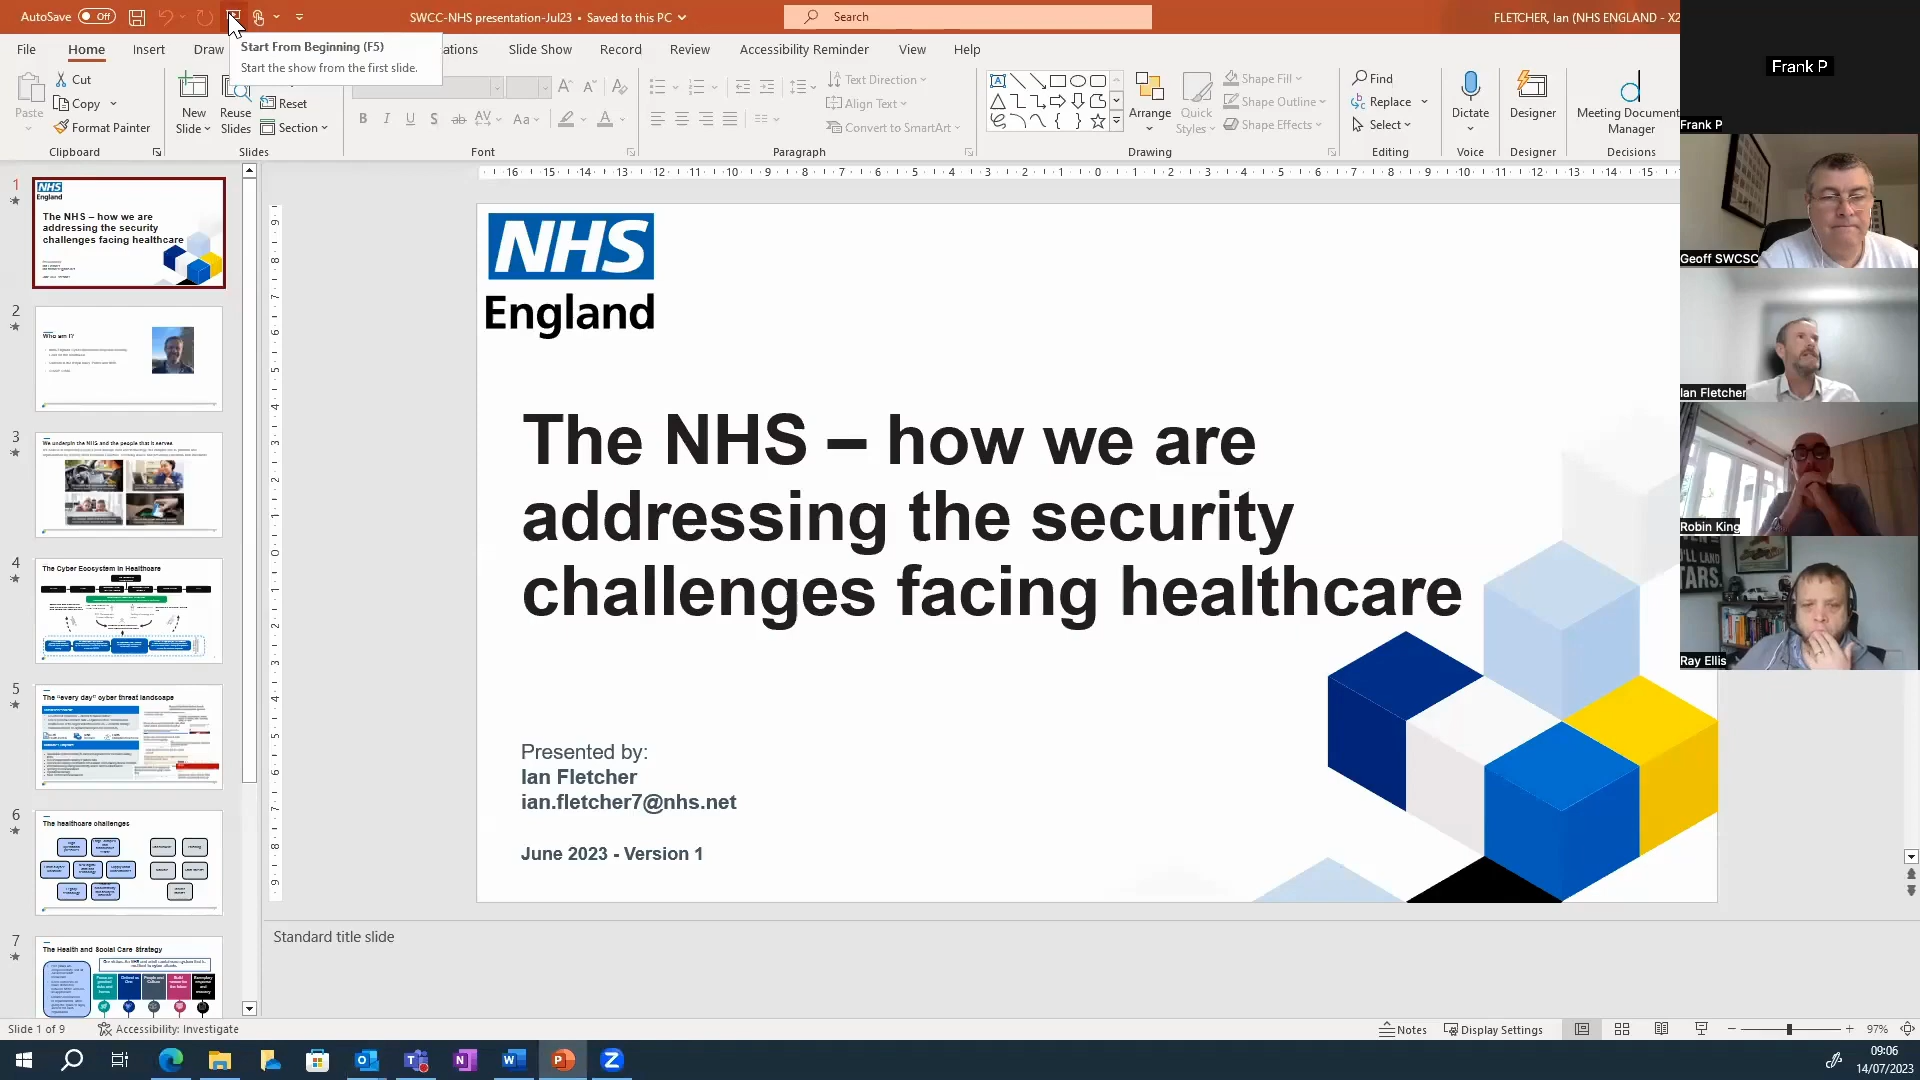 AutoSave Off
SWCC-NHS presentation-Jul23 • Saved to this PC
Search
FLETCHER, Ian (NHS ENGLAND - X2
File
Home
Insert
Draw
ations
Slide Show
Record
Review
Accessibility Reminder
View
Help
Start From Beginning (F5)
Start the show from the first slide.
Paste
Cut
Copy
Format Painter
Clipboard
New
Slide
Reuse
Slides
Reset
Section
Slides
Font
Text Direction
Align Text
Convert to SmartArt
Paragraph
Arrange
Quick
Styles
Shape Fill
Shape Outline
Shape Effects
Drawing
Find
Replace
Select
Editing
Dictate
Voice
Designer
Designer
Meeting Document
Manager
Decisions
Frank P
Frank P
Geoff SWCSC
Ian Fletcher
Robin King
Ray Ellis
1
NHS
England
The NHS – how we are
addressing the security
challenges facing healthcare
2
Who am I?
3
We underpin the NHS and the people that it serves
4
The Cyber Ecosystem in Healthcare
5
The "every day" cyber threat landscape
6
The healthcare challenges
7
The Health and Social Care Strategy
NHS
England
The NHS – how we are
addressing the security
challenges facing healthcare
Presented by:
Ian Fletcher
ian.fletcher7@nhs.net
June 2023 - Version 1
Standard title slide
Slide 1 of 9
Accessibility: Investigate
Notes
Display Settings
97%
09:06
14/07/2023